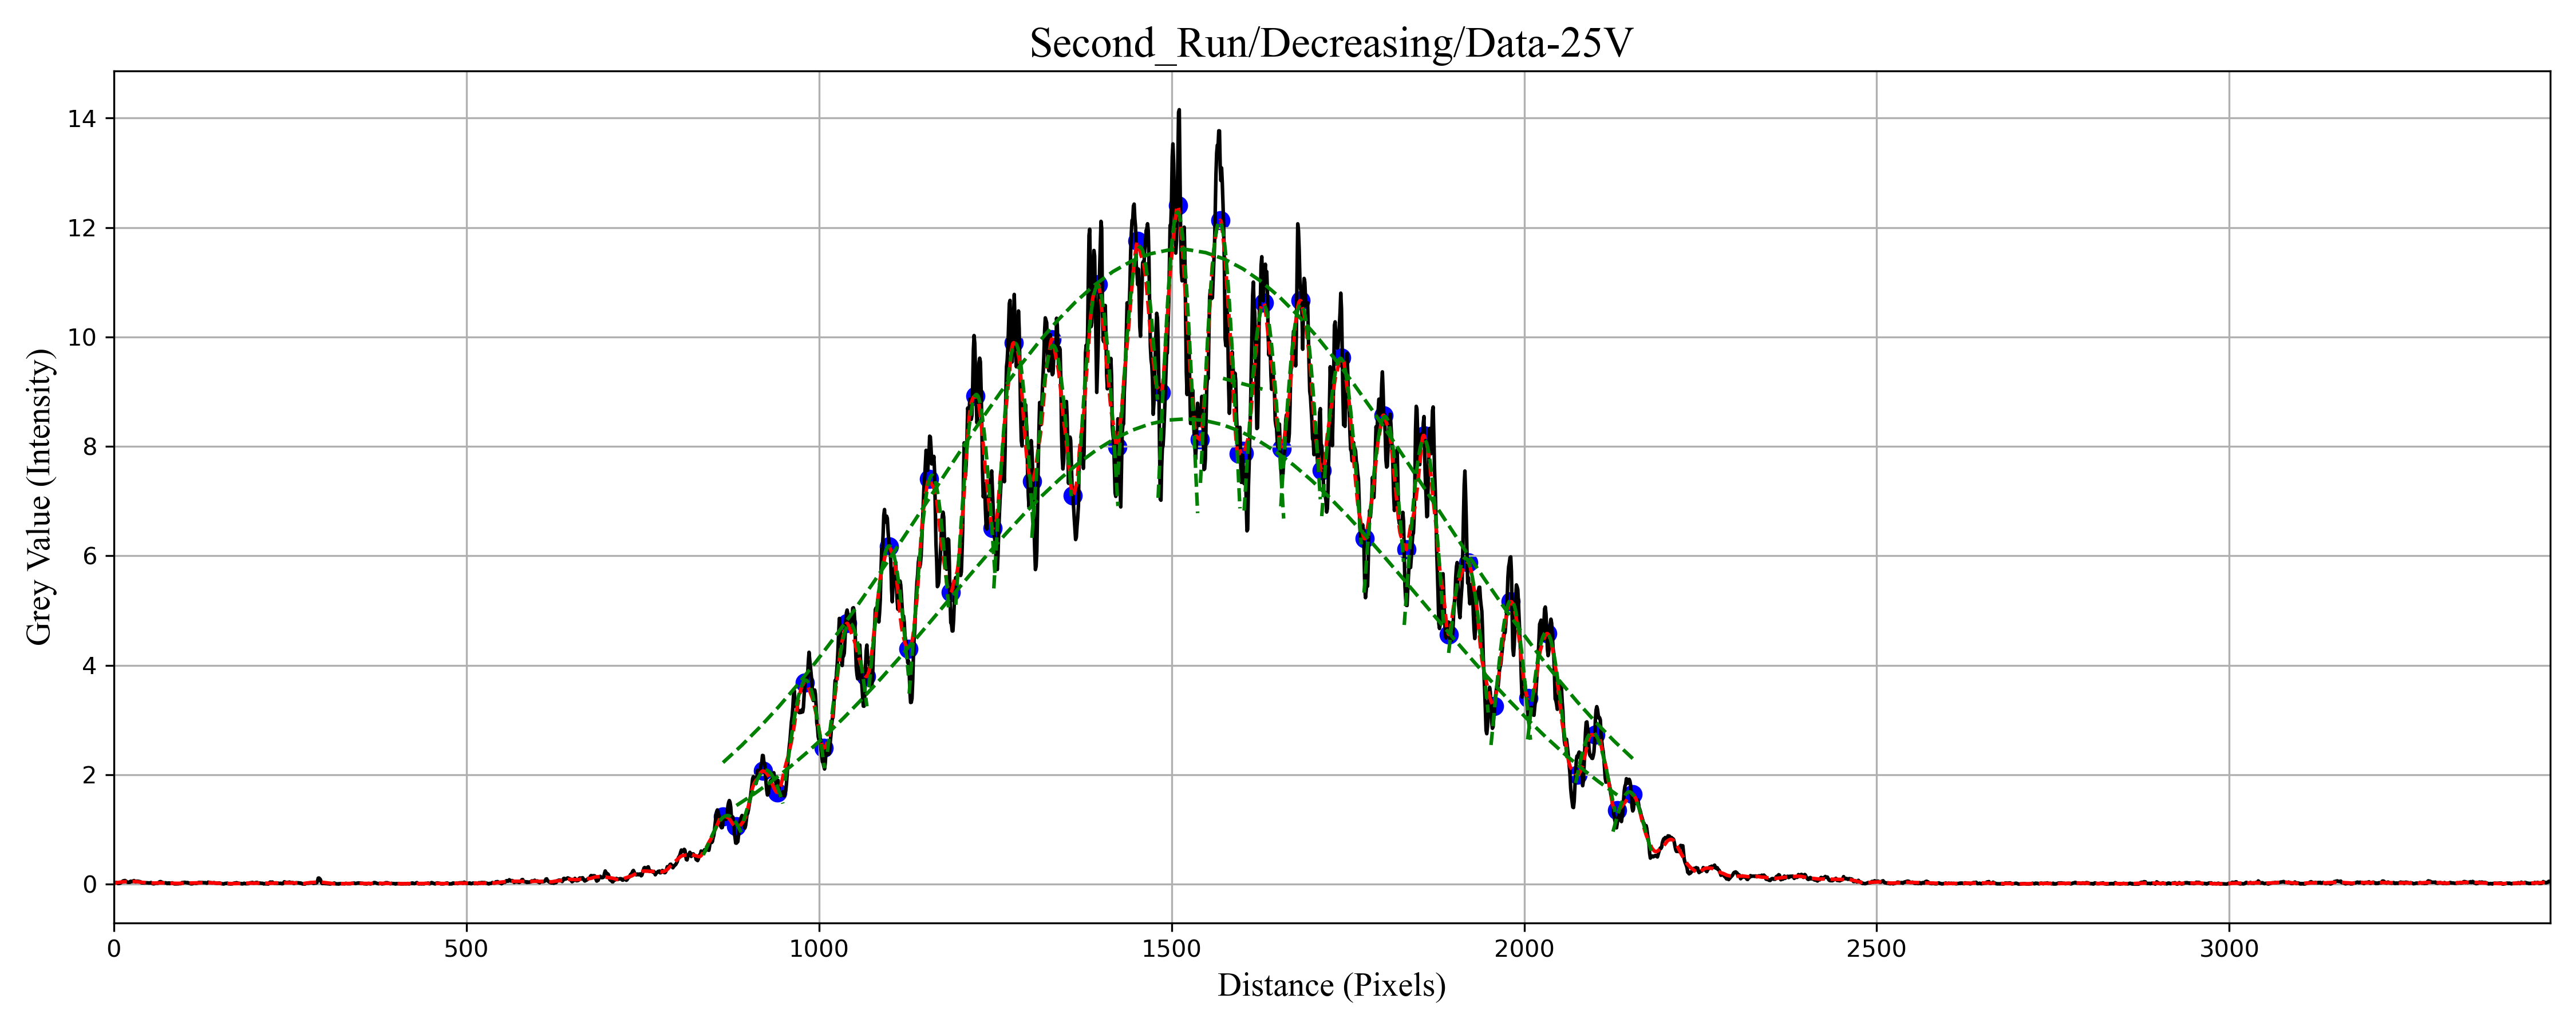 Second_Run/Decreasing/Data-25V
Grey Value (Intensity)
14
12
10
8
6
4
2
0
0 500 1000 1500 2000 2500 3000
Distance (Pixels)